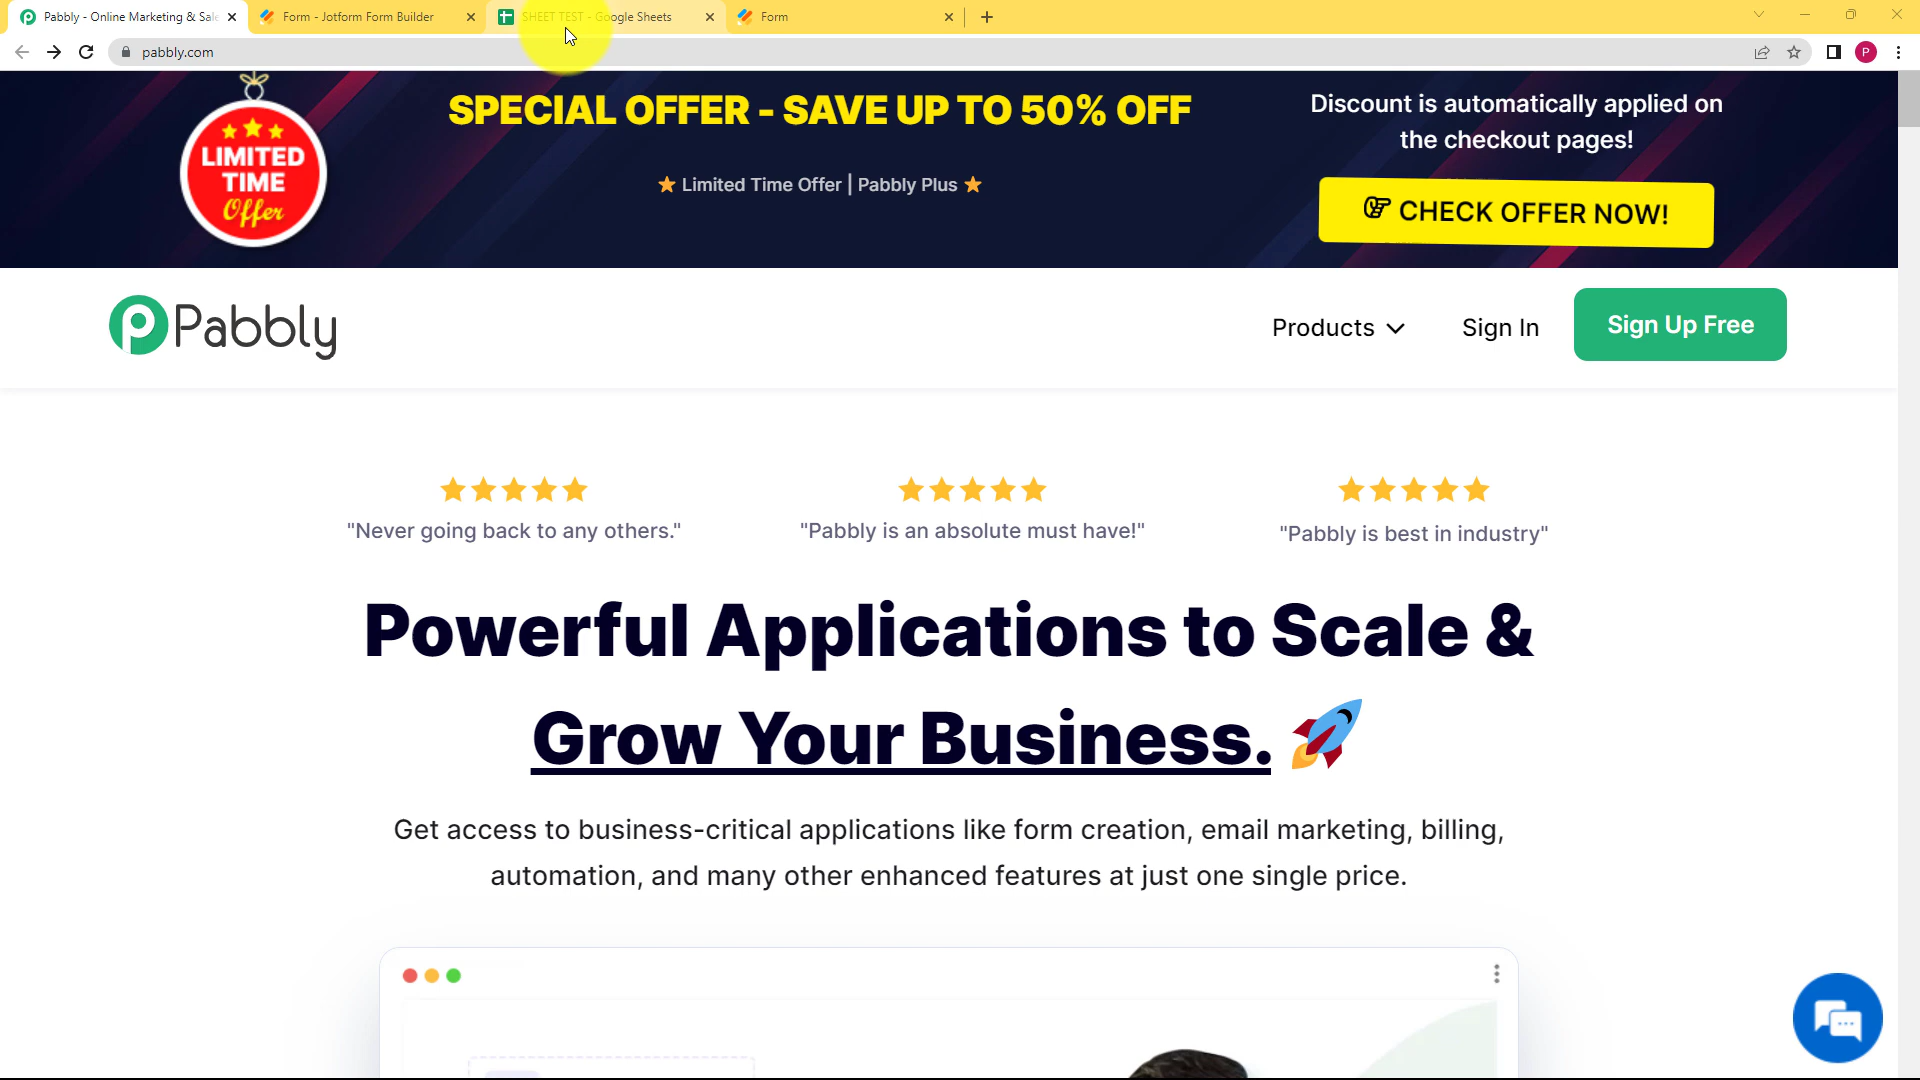 Pabbly - Online Marketing & Sale
Form - Jotform Form Builder
SHEET TEST - Google Sheets
Form
pabbly.com
P
LIMITED
TIME
Offer
SPECIAL OFFER - SAVE UP TO 50% OFF
Limited Time Offer | Pabbly Plus
Discount is automatically applied on
the checkout pages!
CHECK OFFER NOW!
Pabbly
Products
Sign In
Sign Up Free
"Never going back to any others."
"Pabbly is an absolute must have!"
"Pabbly is best in industry"
Powerful Applications to Scale &
Grow Your Business.
Get access to business-critical applications like form creation, email marketing, billing,
automation, and many other enhanced features at just one single price.